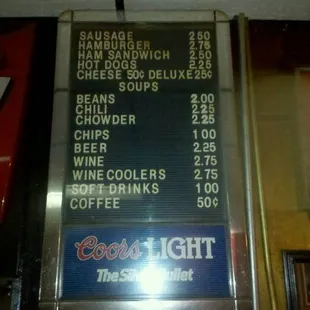 SAUSAGE 2 50
HAMBURGER 2.75
HAM SANDWICH 2.50
HOT DOGS 2.25
CHEESE 50¢ DELUXE 25¢
SOUPS
BEANS 2.00
CHILI 2.25
CHOWDER 2.25
CHIPS 1 00
BEER 2.25
WINE 2.75
WINE COOLERS 2.75
SOFT DRINKS 1 00
COFFEE 50¢
Coors LIGHT
The Silver Bullet